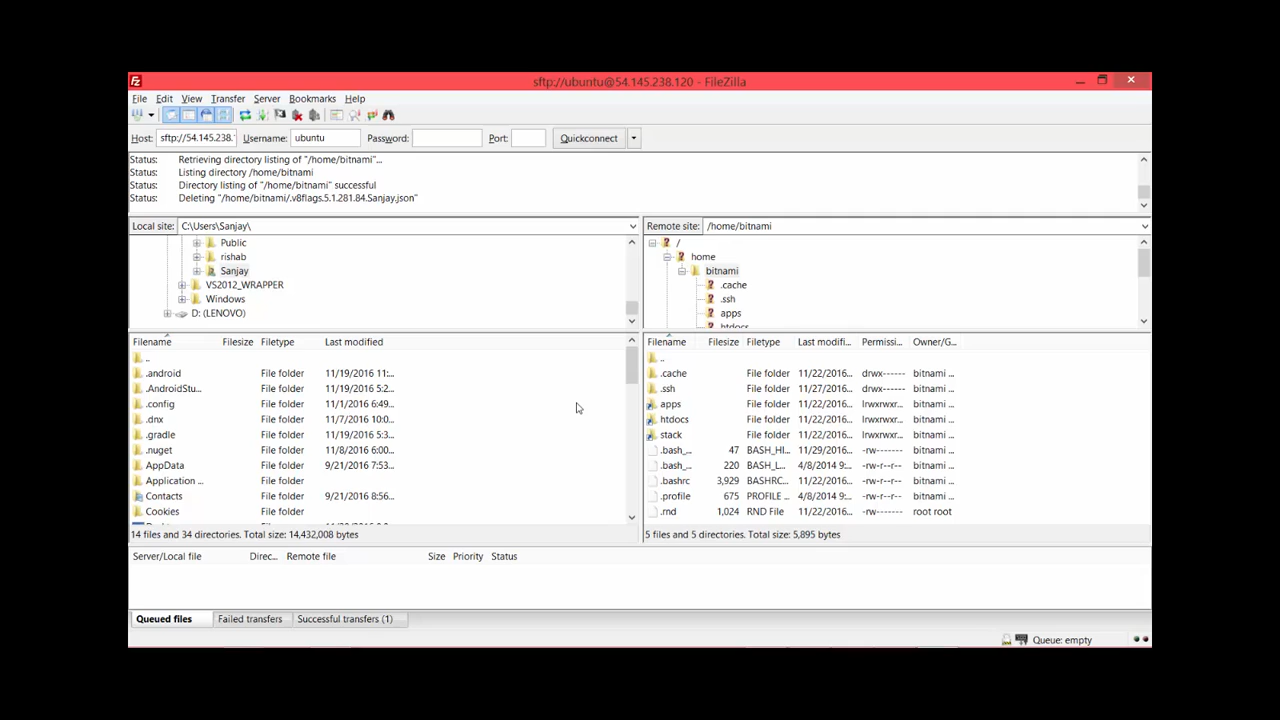 sftp://ubuntu@54.145.238.120 - FileZilla
File Edit View Transfer Server Bookmarks Help
Host: sftp://54.145.238. Username: ubuntu Password: Port: Quickconnect
Status: Retrieving directory listing of "/home/bitnami"...
Status: Listing directory /home/bitnami
Status: Directory listing of "/home/bitnami" successful
Status: Deleting "/home/bitnami/.v8flags.5.1.281.84.Sanjay.json"
Local site: C:\Users\Sanjay\
Public
rishab
Sanjay
VS2012_WRAPPER
Windows
D: (LENOVO)
Remote site: /home/bitnami
/
home
bitnami
.cache
.ssh
apps
htdocs
Filename Filesize Filetype Last modified
..
.android File folder 11/19/2016 11:...
.AndroidStu... File folder 11/19/2016 5:2...
.config File folder 11/1/2016 6:49...
.dnx File folder 11/7/2016 10:0...
.gradle File folder 11/19/2016 5:3...
.nuget File folder 11/8/2016 6:00...
AppData File folder 9/21/2016 7:53...
Application ... File folder
Contacts File folder 9/21/2016 8:56...
Cookies File folder
14 files and 34 directories. Total size: 14,432,008 bytes
Filename Filesize Filetype Last modifi... Permissi... Owner/G...
..
.cache File folder 11/22/2016... drwx------ bitnami ...
.ssh File folder 11/27/2016... drwx------ bitnami ...
apps File folder 11/22/2016... lrwxrwxr... bitnami ...
htdocs File folder 11/22/2016... lrwxrwxr... bitnami ...
stack File folder 11/22/2016... lrwxrwxr... bitnami ...
.bash_... 47 BASH_HI... 11/29/2016... -rw------- bitnami ...
.bash_... 220 BASH_L... 4/8/2014 9:... -rw-r--r-- bitnami ...
.bashrc 3,929 BASHRC... 11/22/2016... -rw-r--r-- bitnami ...
.profile 675 PROFILE ... 4/8/2014 9:... -rw-r--r-- bitnami ...
.rnd 1,024 RND File 11/22/2016... -rw------- root root
5 files and 5 directories. Total size: 5,895 bytes
Server/Local file Direc... Remote file Size Priority Status
Queued files Failed transfers Successful transfers (1)
Queue: empty